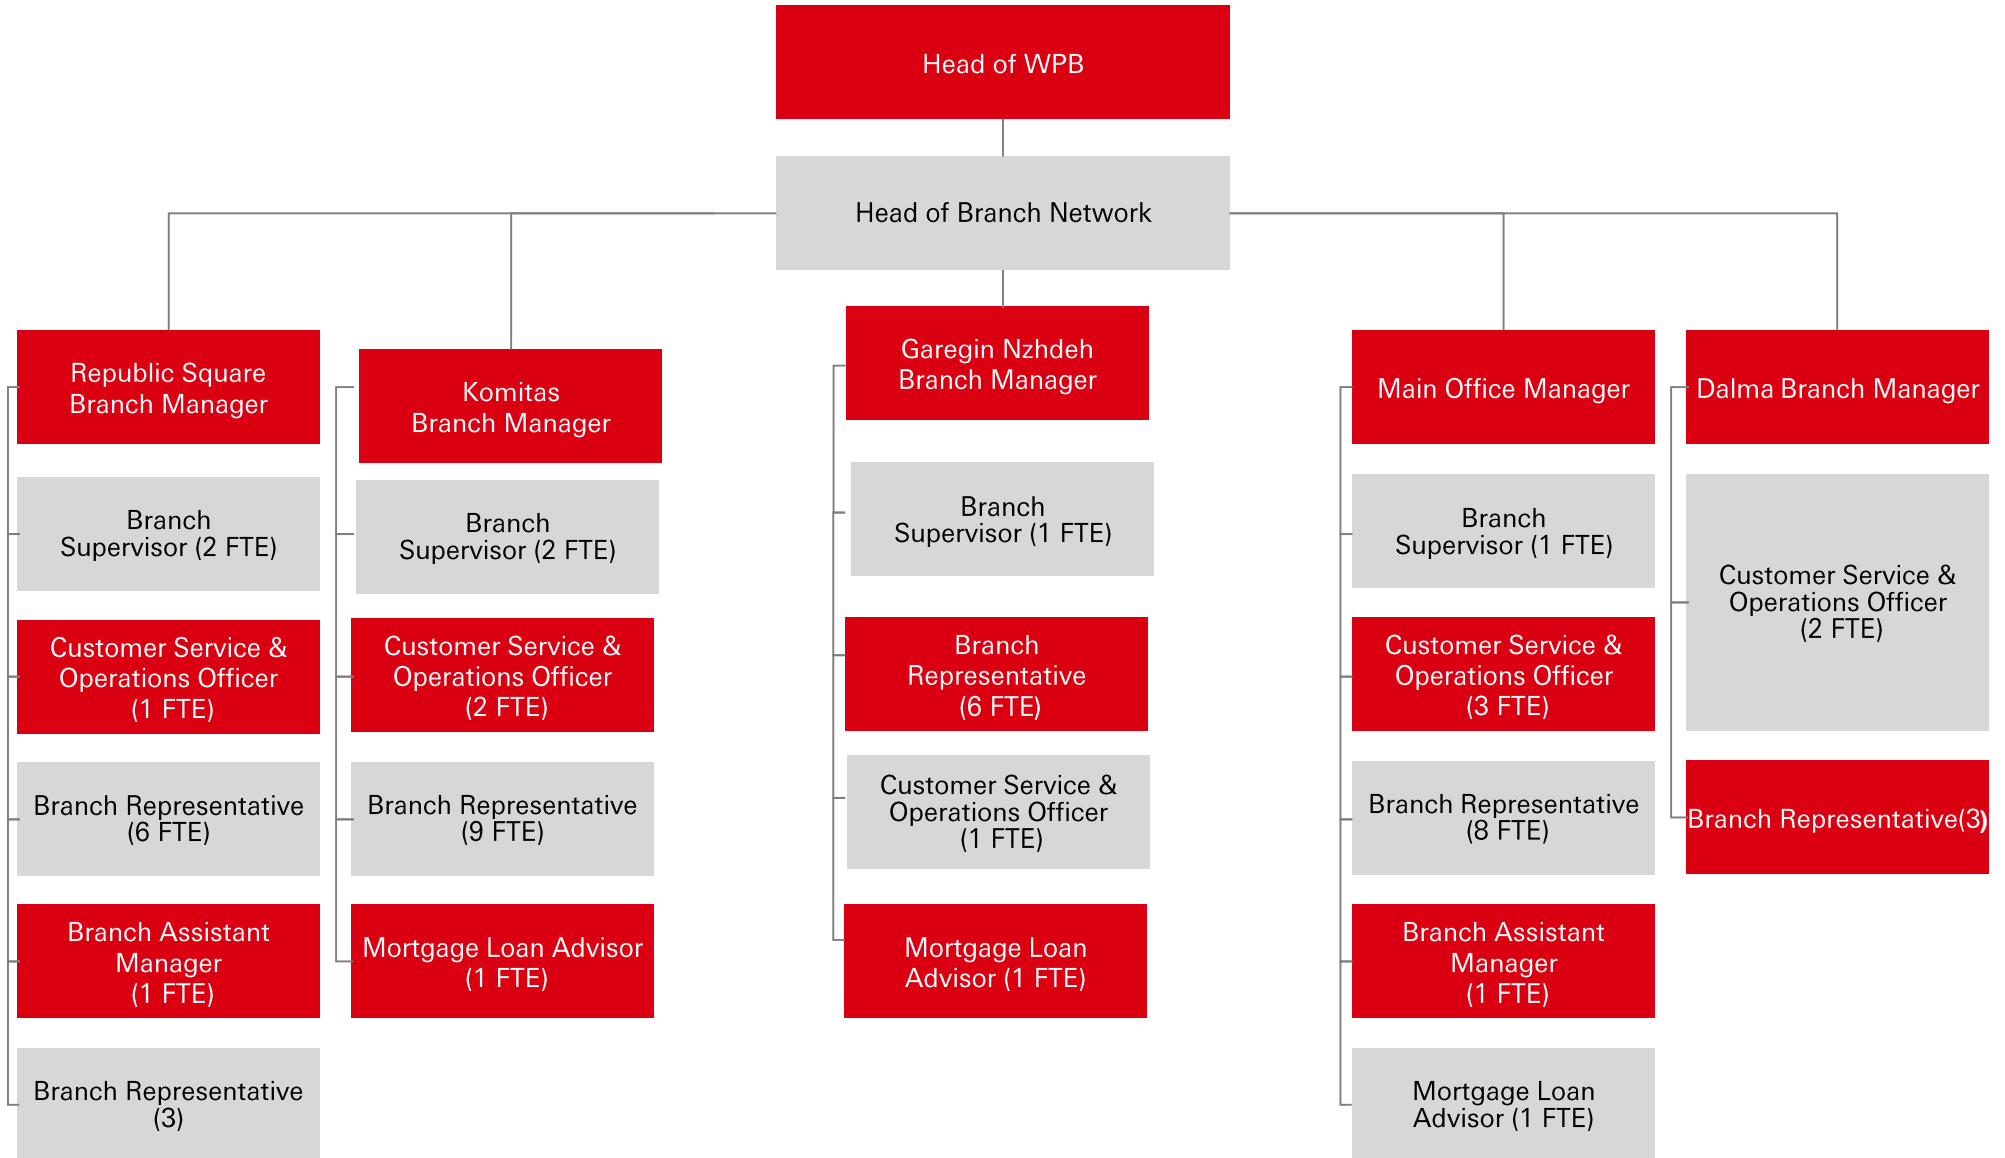 Head of WPB
Head of Branch Network
Republic Square
Branch Manager
Branch
Supervisor (2 FTE)
Customer Service &
Operations Officer
(1 FTE)
Branch Representative
(6 FTE)
Branch Assistant
Manager
(1 FTE)
Branch Representative
(3)
Komitas
Branch Manager
Branch
Supervisor (2 FTE)
Customer Service &
Operations Officer
(2 FTE)
Branch Representative
(9 FTE)
Mortgage Loan Advisor
(1 FTE)
Garegin Nzhdeh
Branch Manager
Branch
Supervisor (1 FTE)
Branch
Representative
(6 FTE)
Customer Service &
Operations Officer
(1 FTE)
Mortgage Loan
Advisor (1 FTE)
Main Office Manager
Branch
Supervisor (1 FTE)
Customer Service &
Operations Officer
(3 FTE)
Branch Representative
(8 FTE)
Branch Assistant
Manager
(1 FTE)
Mortgage Loan
Advisor (1 FTE)
Dalma Branch Manager
Customer Service &
Operations Officer
(2 FTE)
Branch Representative(3)